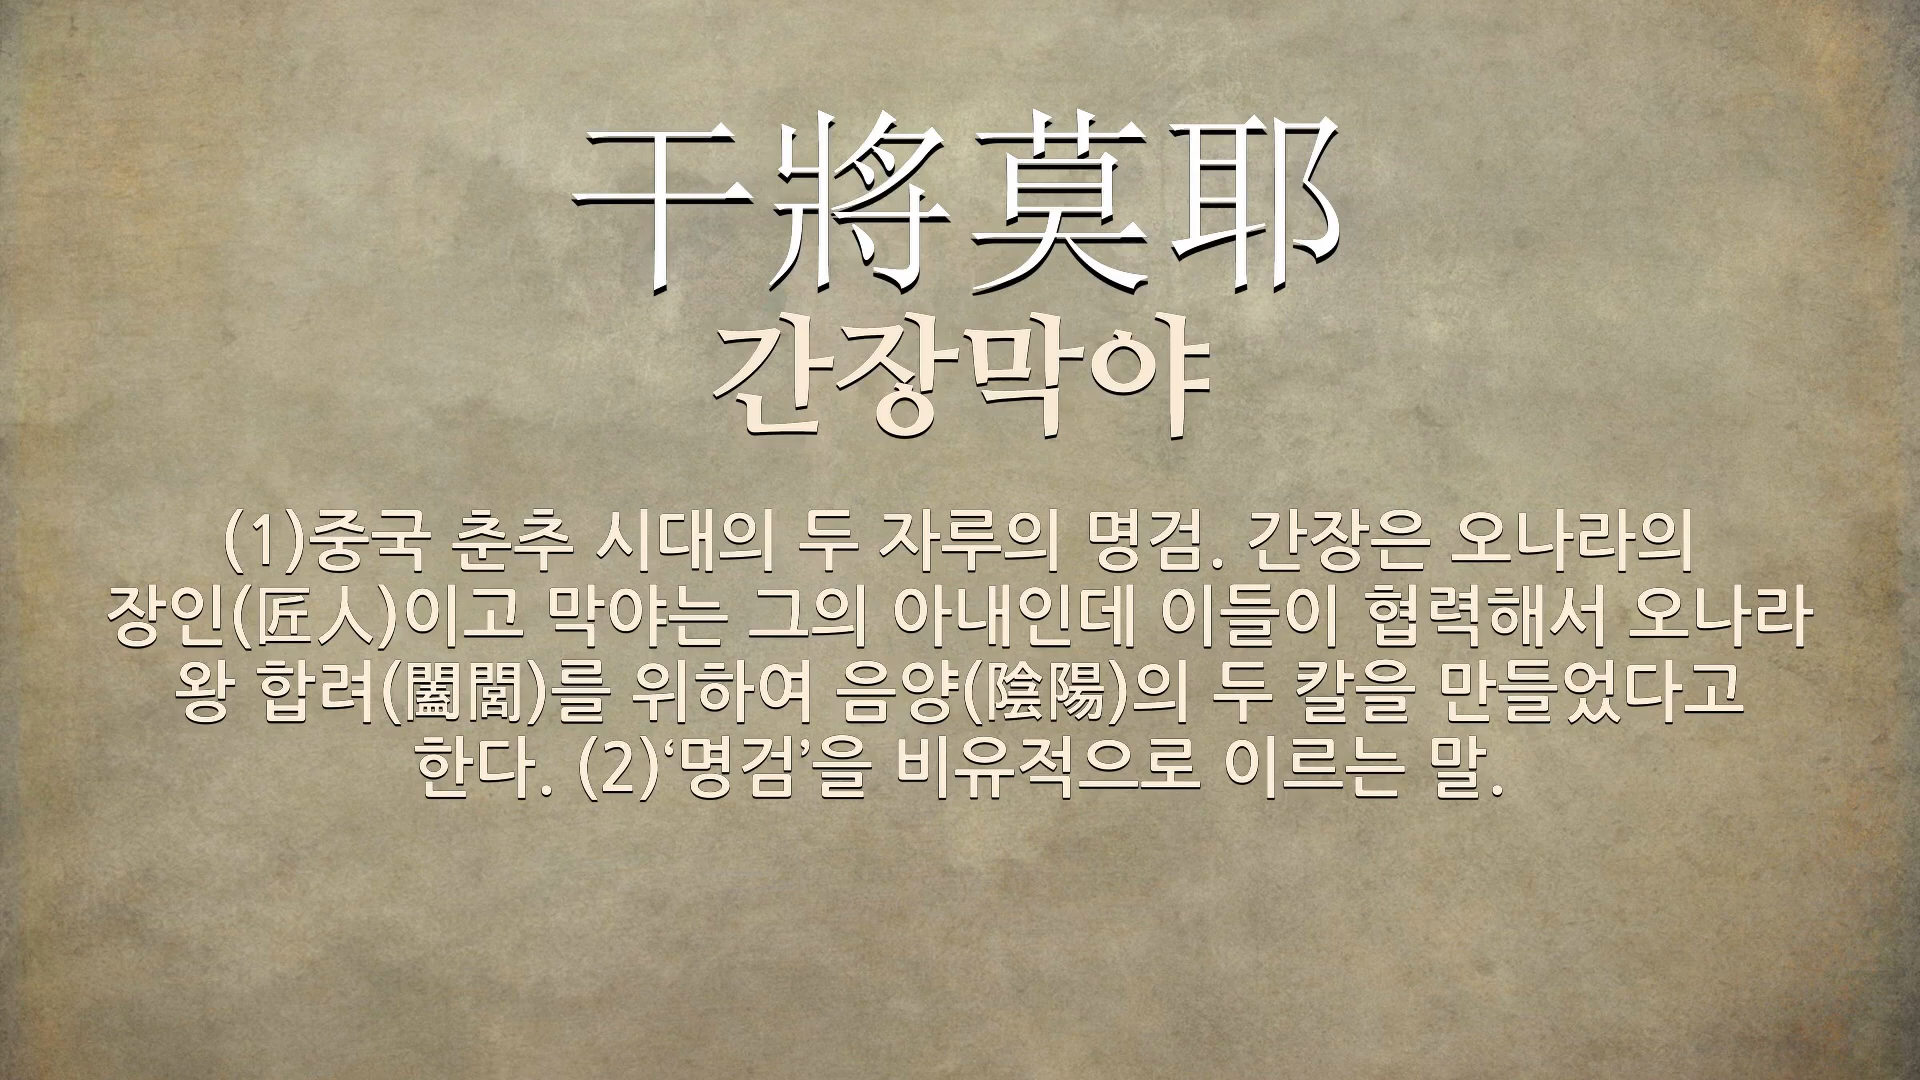 干將莫耶
간장막야
(1)중국 춘추 시대의 두 자루의 명검. 간장은 오나라의
장인(匠人)이고 막야는 그의 아내인데 이들이 협력해서 오나라
왕 합려(闔閭)를 위하여 음양(陰陽)의 두 칼을 만들었다고
한다. (2)‘명검’을 비유적으로 이르는 말.